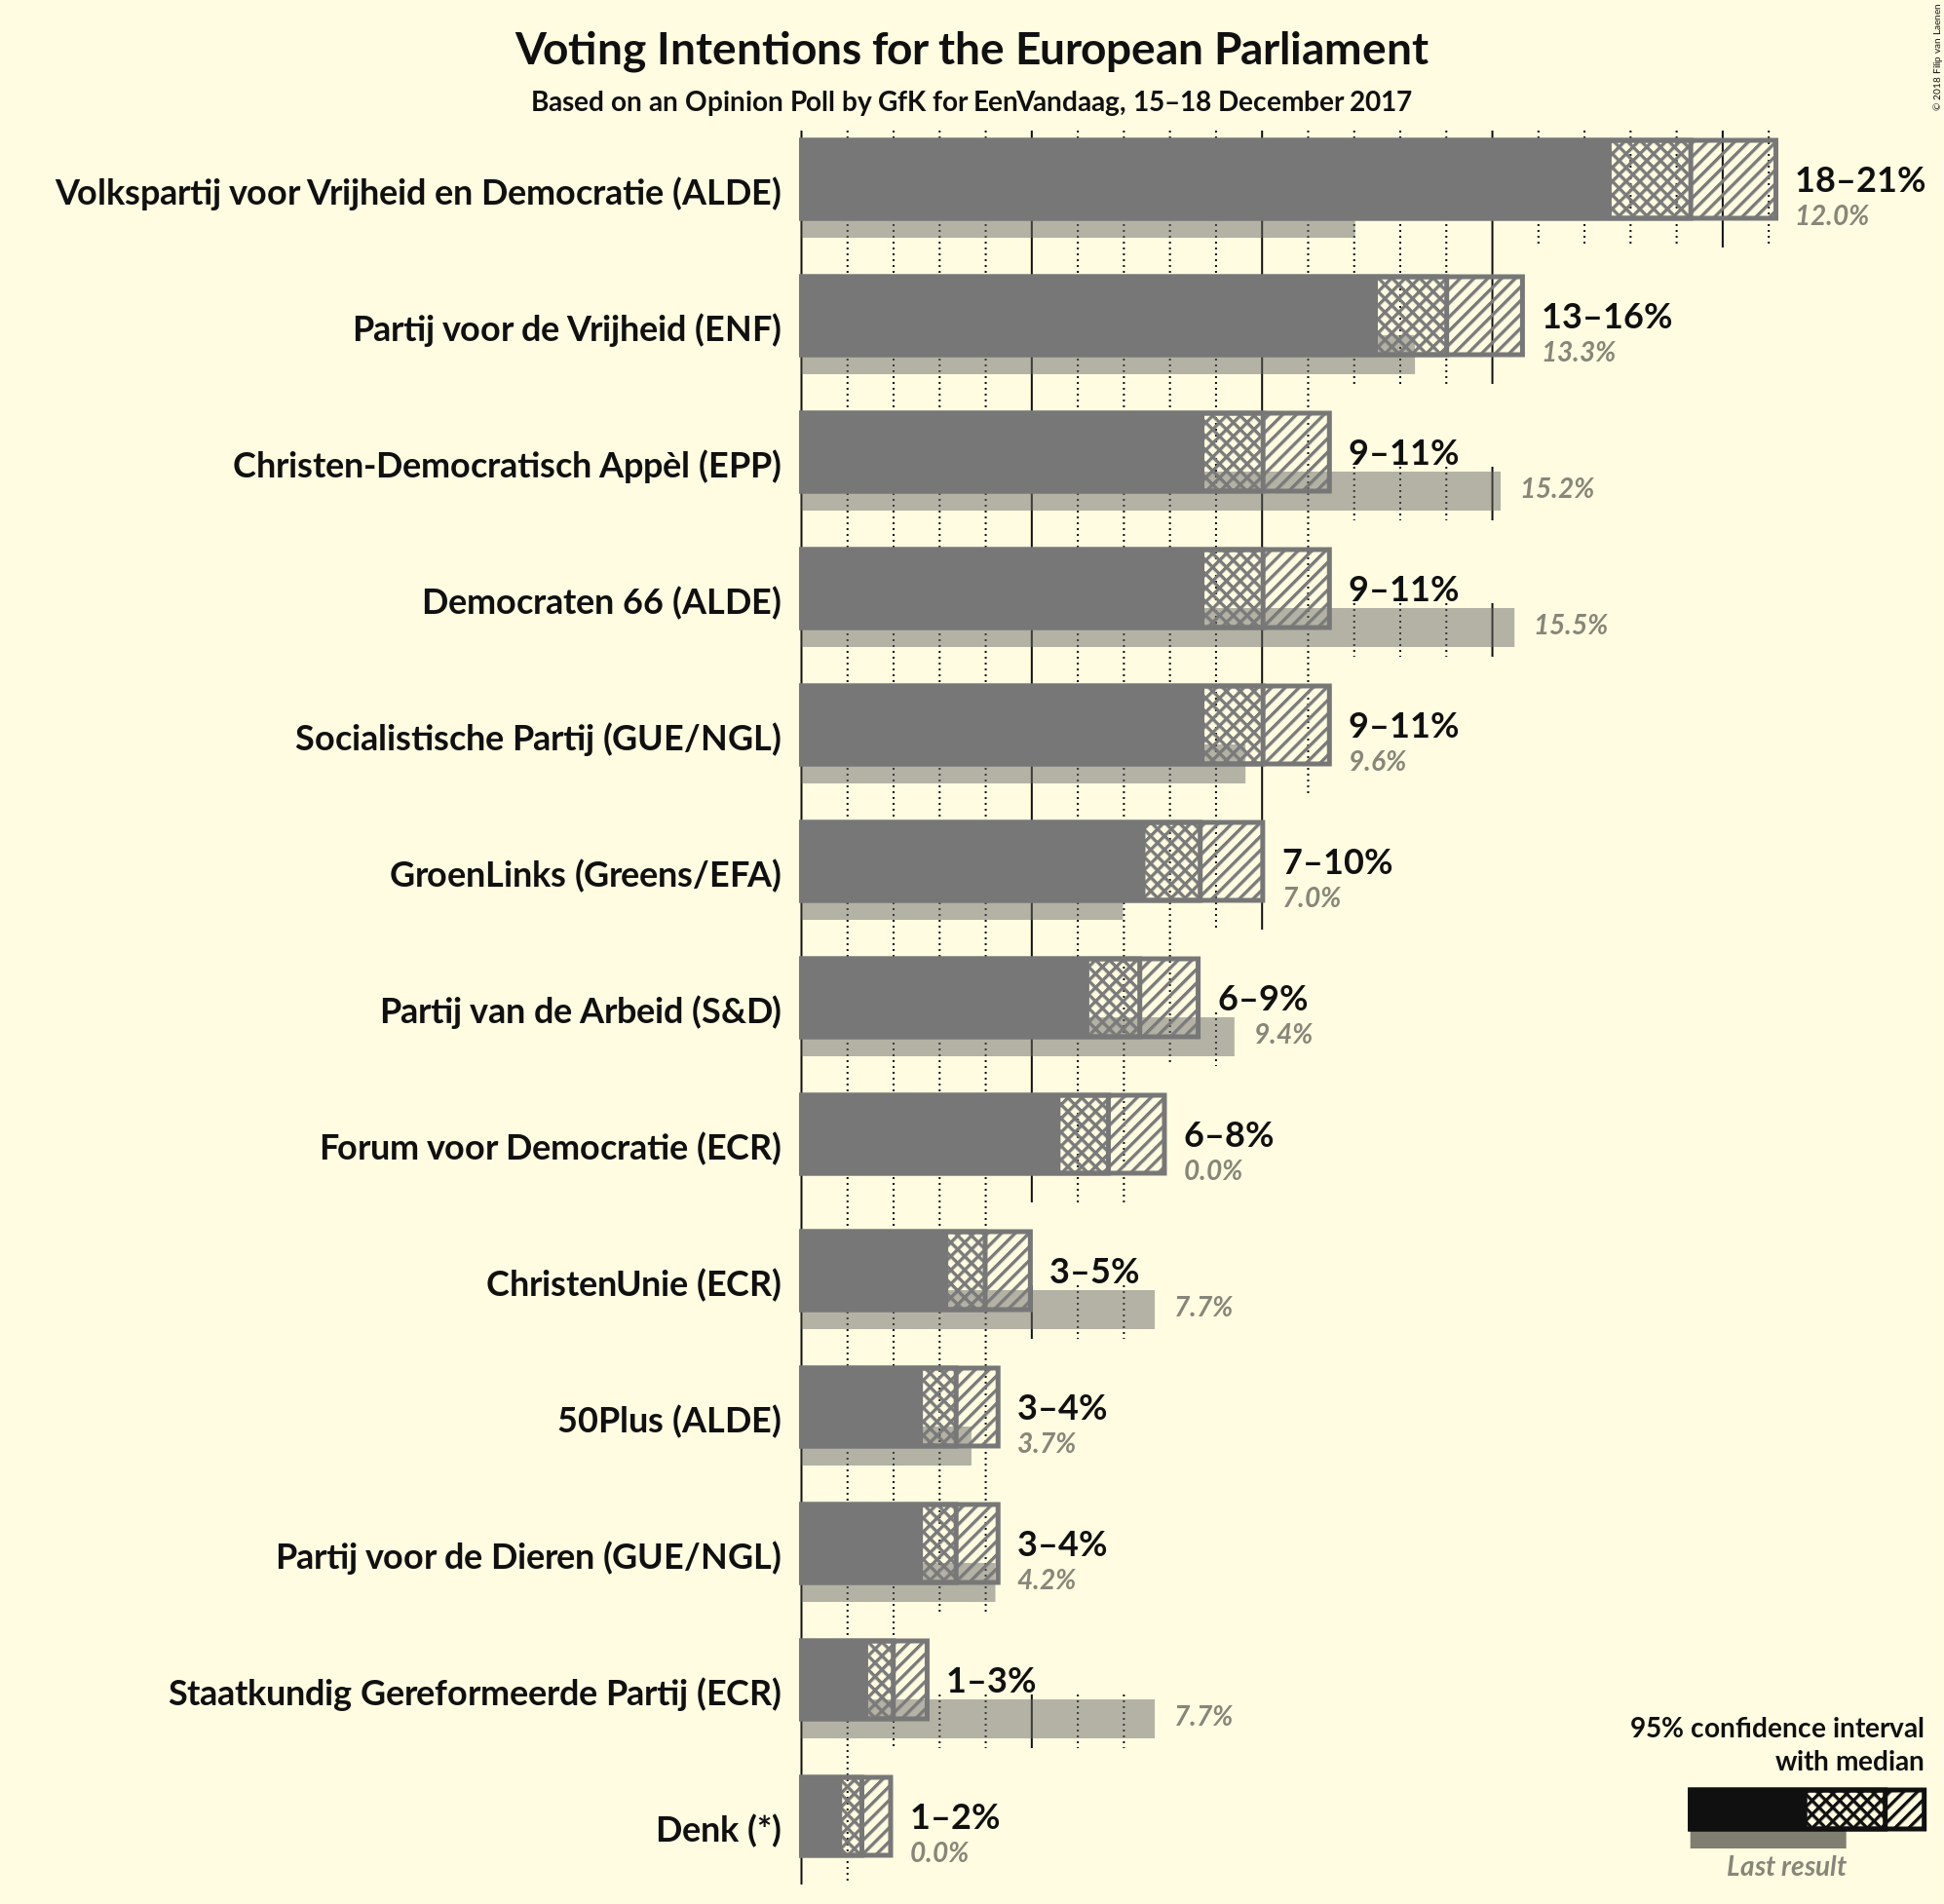 Voting Intentions for the European Parliament
Based on an Opinion Poll by GfK for EenVandaag, 15–18 December 2017
© 2018 Filip van Laenen
Volkspartij voor Vrijheid en Democratie (ALDE)
18–21%
12.0%
Partij voor de Vrijheid (ENF)
13–16%
13.3%
Christen-Democratisch Appèl (EPP)
9–11%
15.2%
Democraten 66 (ALDE)
9–11%
15.5%
Socialistische Partij (GUE/NGL)
9–11%
9.6%
GroenLinks (Greens/EFA)
7–10%
7.0%
Partij van de Arbeid (S&D)
6–9%
9.4%
Forum voor Democratie (ECR)
6–8%
0.0%
ChristenUnie (ECR)
3–5%
7.7%
50Plus (ALDE)
3–4%
3.7%
Partij voor de Dieren (GUE/NGL)
3–4%
4.2%
Staatkundig Gereformeerde Partij (ECR)
1–3%
7.7%
Denk (*)
1–2%
0.0%
95% confidence interval
with median
Last result